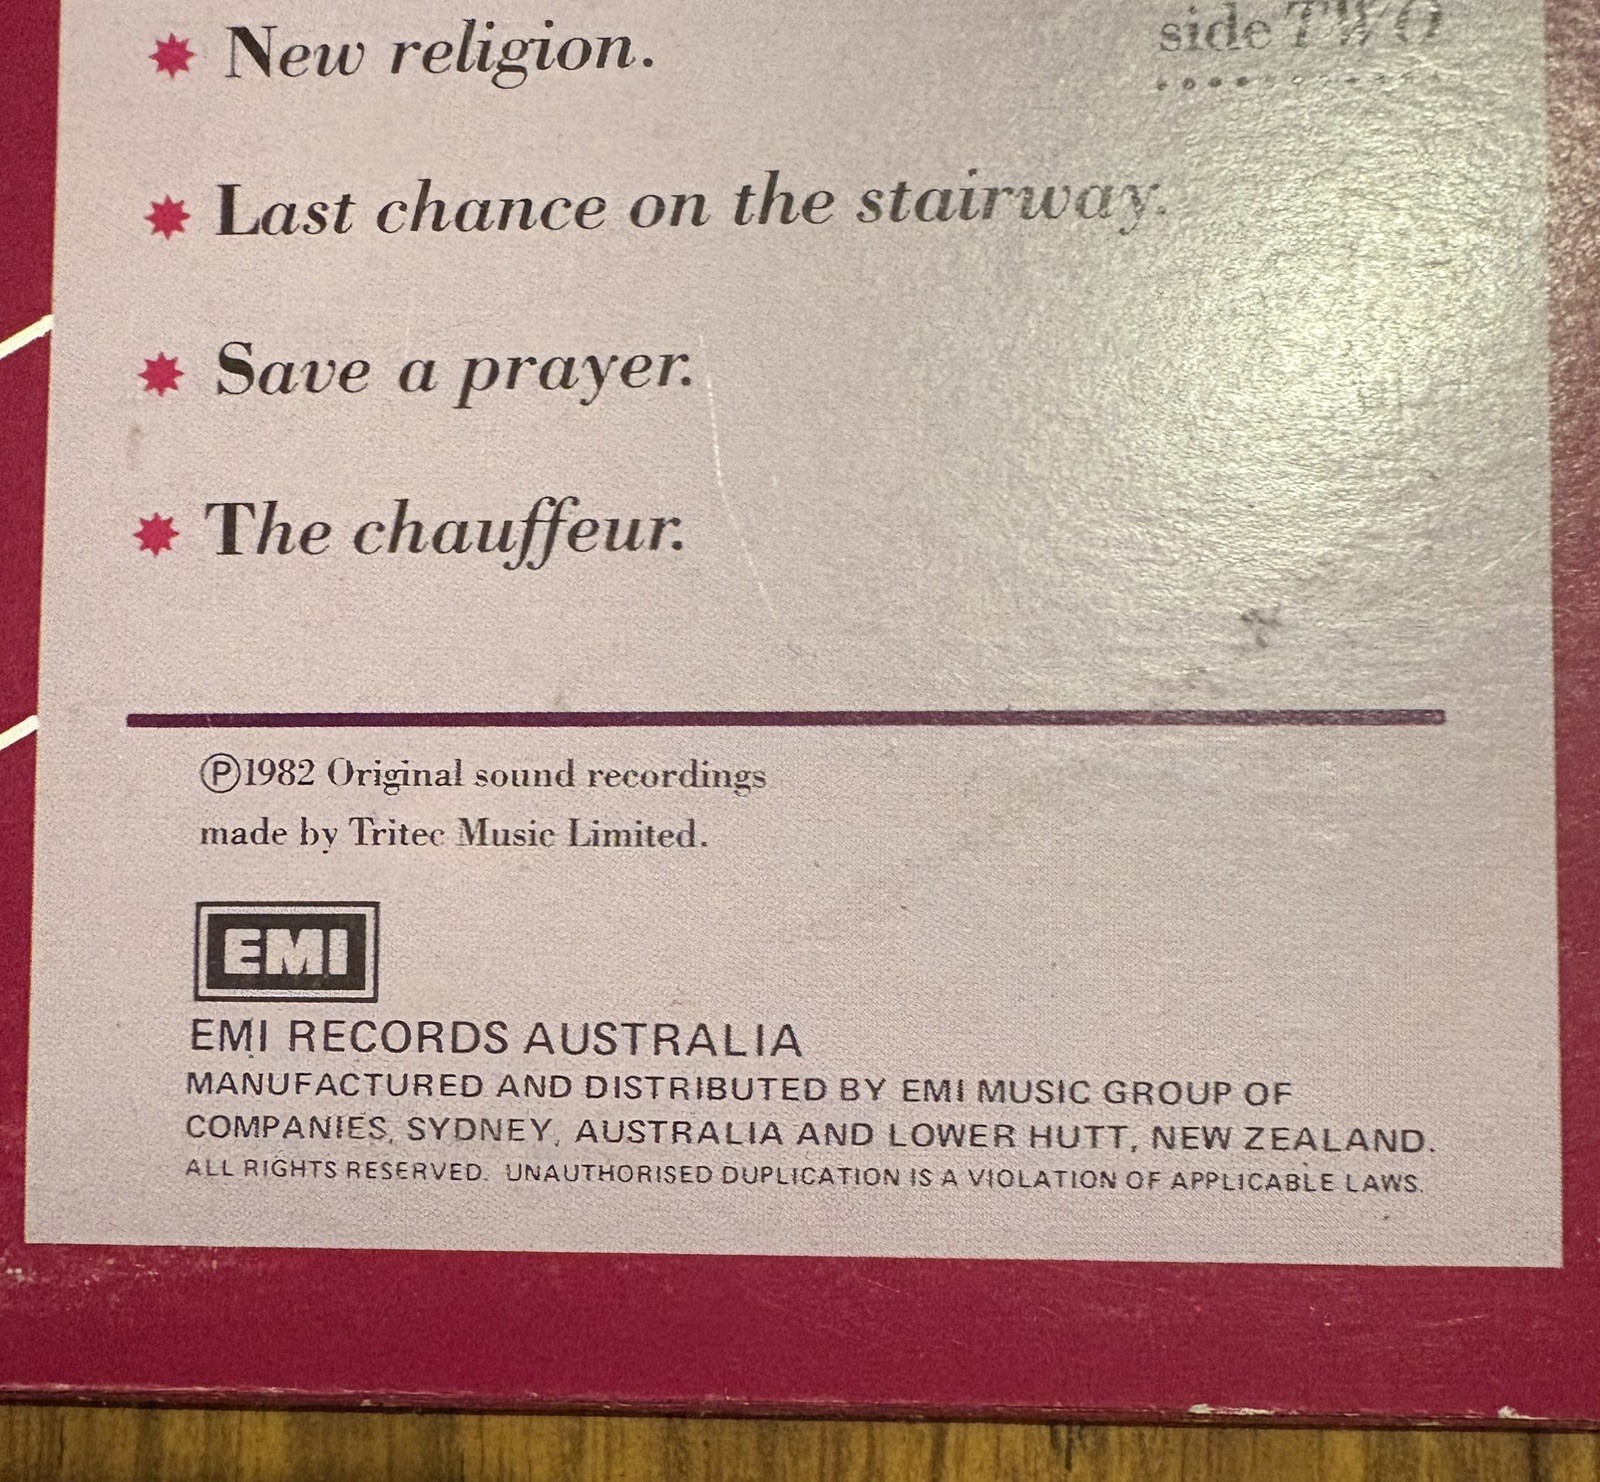 side TWO
New religion.
Last chance on the stairway.
Save a prayer.
The chauffeur.
Ⓟ1982 Original sound recordings
made by Tritec Music Limited.
EMI
EMI RECORDS AUSTRALIA
MANUFACTURED AND DISTRIBUTED BY EMI MUSIC GROUP OF
COMPANIES, SYDNEY, AUSTRALIA AND LOWER HUTT, NEW ZEALAND.
ALL RIGHTS RESERVED. UNAUTHORISED DUPLICATION IS A VIOLATION OF APPLICABLE LAWS.